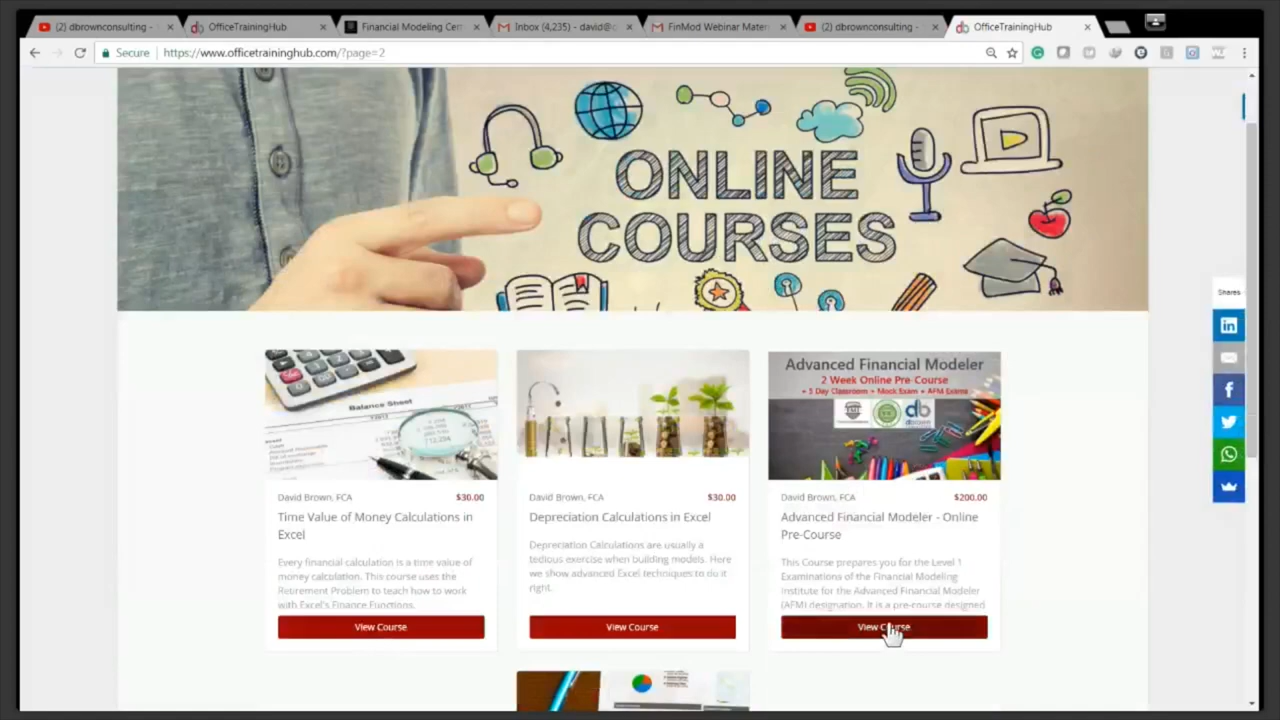 (2) dbrownconsulting -
OfficeTrainingHub
Financial Modeling Cer
Inbox (4,235) - david@c
FinMod Webinar Mater
(2) dbrownconsulting -
OfficeTrainingHub
Secure
https://www.officetraininghub.com/?page=2
ONLINE
COURSES
Shares
Balance Sheet
Advanced Financial Modeler
2 Week Online Pre-Course
+ 5 Day Classroom + Mock Exam + AFM Exams
David Brown, FCA $30.00
Time Value of Money Calculations in
Excel
Every financial calculation is a time value of
money calculation. This course uses the
Retirement Problem to teach how to work
with Excel's Finance Functions.
View Course
David Brown, FCA $30.00
Depreciation Calculations in Excel
Depreciation Calculations are usually a
tedious exercise when building models. Here
we show advanced Excel techniques to do it
right.
View Course
David Brown, FCA $200.00
Advanced Financial Modeler - Online
Pre-Course
This Course prepares you for the Level 1
Examinations of the Financial Modeling
Institute for the Advanced Financial Modeler
(AFM) designation. It is a pre-course designed
View Course